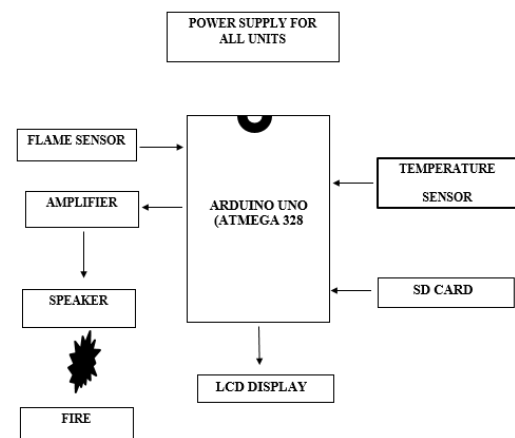 POWER SUPPLY FOR
ALL UNITS
FLAME SENSOR
AMPLIFIER
SPEAKER
FIRE
ARDUINO UNO
(ATMEGA 328
LCD DISPLAY
TEMPERATURE
SENSOR
SD CARD